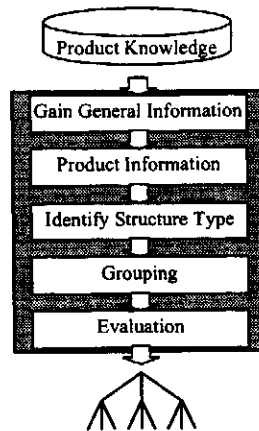 Product Knowledge
Gain General Information
Product Information
Identify Structure Type
Grouping
Evaluation